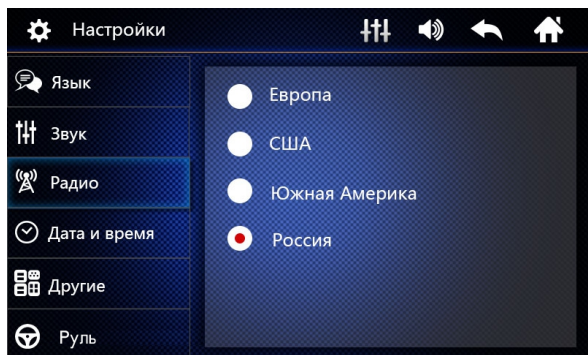 Настройки
Язык
Звук
Радио
Дата и время
Другие
Руль
Европа
США
Южная Америка
Россия